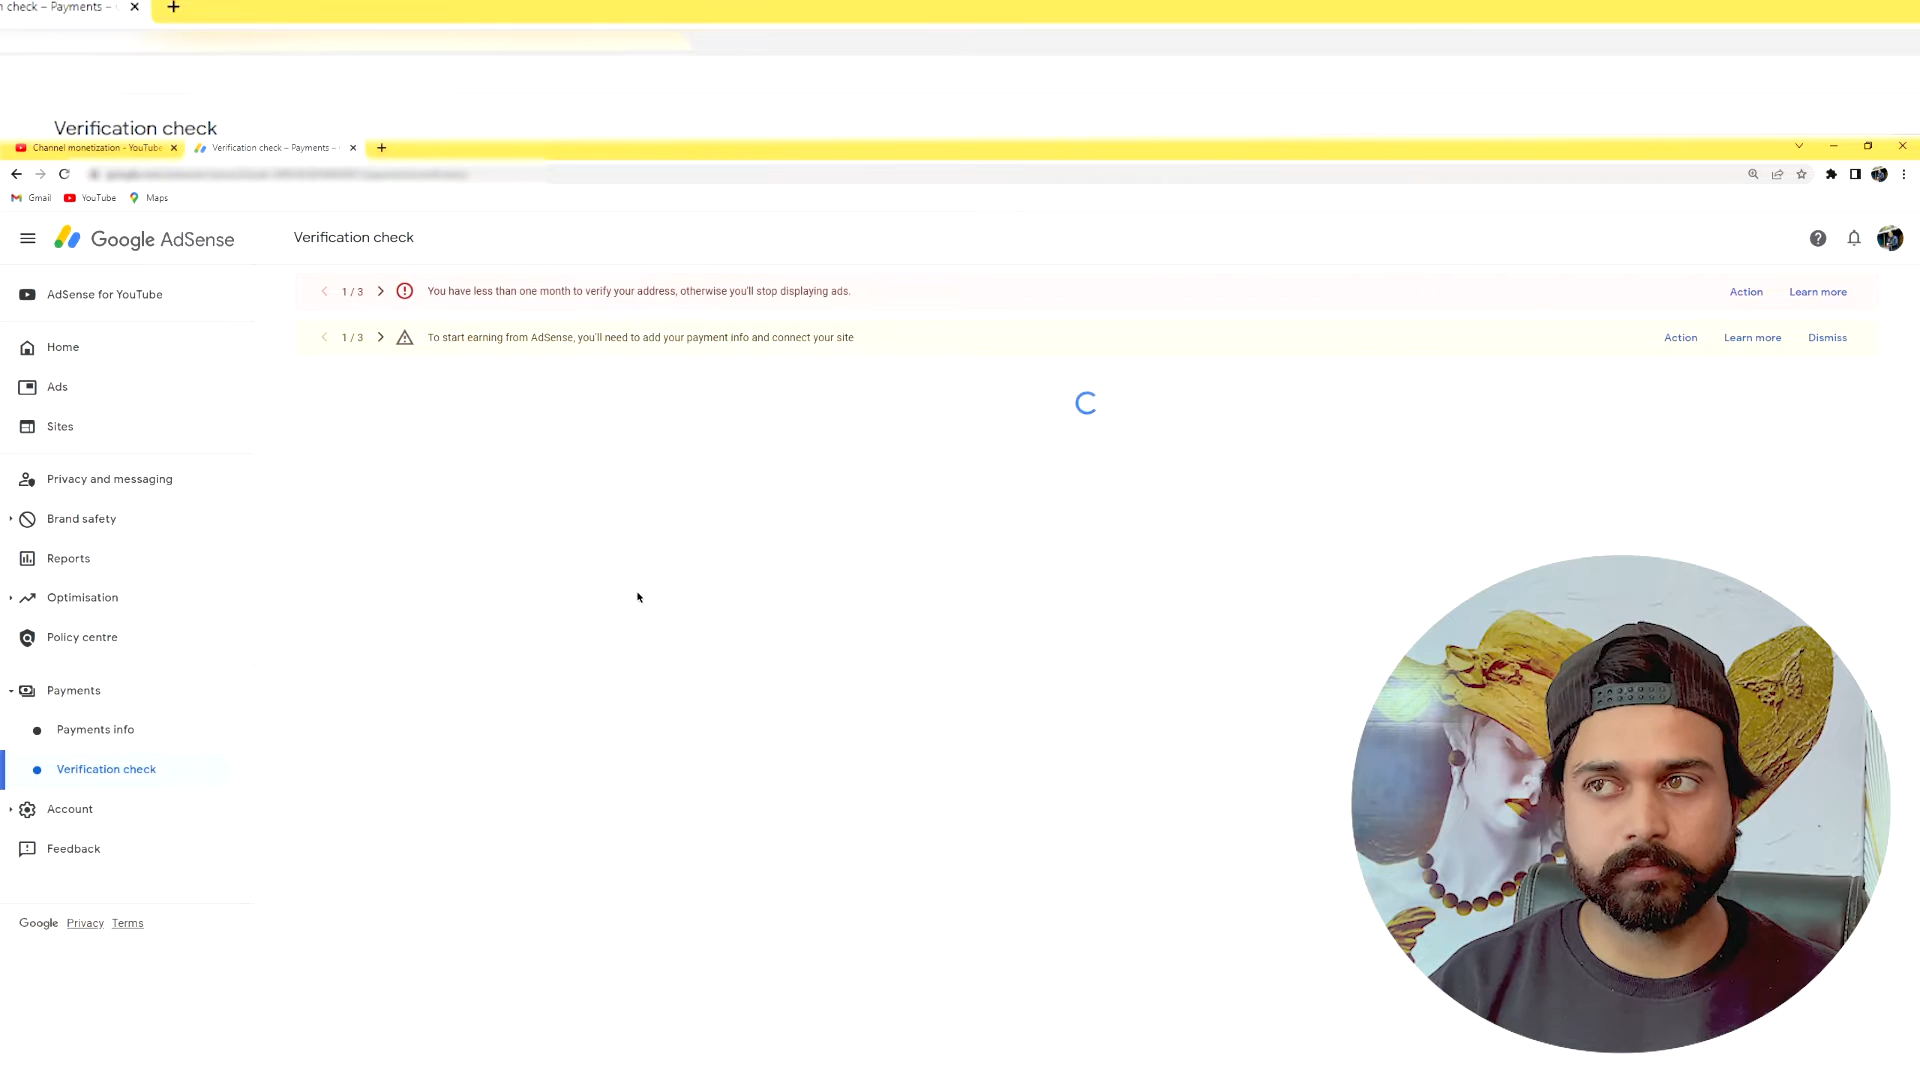 n check – Payments –
Verification check
Channel monetization - YouTube
Verification check – Payments –
Gmail
YouTube
Maps
Google AdSense
Verification check
AdSense for YouTube
1 / 3
You have less than one month to verify your address, otherwise you'll stop displaying ads.
Action
Learn more
1 / 3
To start earning from AdSense, you'll need to add your payment info and connect your site
Action
Learn more
Dismiss
Home
Ads
Sites
Privacy and messaging
Brand safety
Reports
Optimisation
Policy centre
Payments
Payments info
Verification check
Account
Feedback
Google Privacy Terms